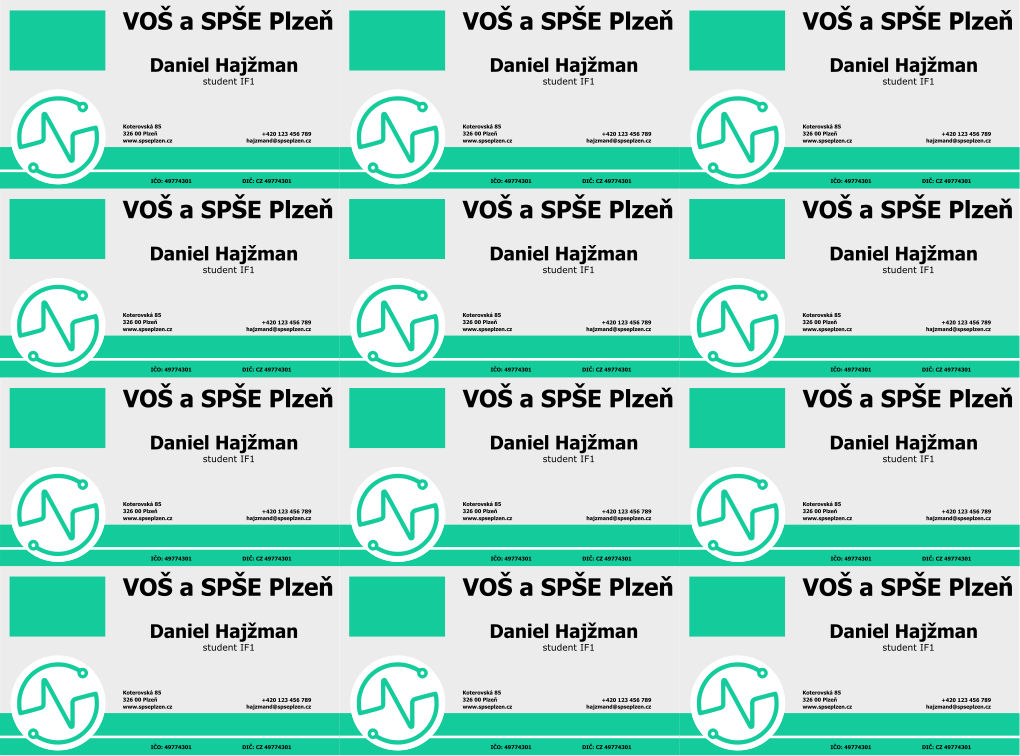 VOŠ a SPŠE Plzeň
Daniel Hajžman
student IF1
Koterovská 85
326 00 Plzeň
www.spseplzen.cz
+420 123 456 789
hajzmand@spseplzen.cz
IČO: 49774301
DIČ: CZ 49774301
VOŠ a SPŠE Plzeň
Daniel Hajžman
student IF1
Koterovská 85
326 00 Plzeň
www.spseplzen.cz
+420 123 456 789
hajzmand@spseplzen.cz
IČO: 49774301
DIČ: CZ 49774301
VOŠ a SPŠE Plzeň
Daniel Hajžman
student IF1
Koterovská 85
326 00 Plzeň
www.spseplzen.cz
+420 123 456 789
hajzmand@spseplzen.cz
IČO: 49774301
DIČ: CZ 49774301
VOŠ a SPŠE Plzeň
Daniel Hajžman
student IF1
Koterovská 85
326 00 Plzeň
www.spseplzen.cz
+420 123 456 789
hajzmand@spseplzen.cz
IČO: 49774301
DIČ: CZ 49774301
VOŠ a SPŠE Plzeň
Daniel Hajžman
student IF1
Koterovská 85
326 00 Plzeň
www.spseplzen.cz
+420 123 456 789
hajzmand@spseplzen.cz
IČO: 49774301
DIČ: CZ 49774301
VOŠ a SPŠE Plzeň
Daniel Hajžman
student IF1
Koterovská 85
326 00 Plzeň
www.spseplzen.cz
+420 123 456 789
hajzmand@spseplzen.cz
IČO: 49774301
DIČ: CZ 49774301
VOŠ a SPŠE Plzeň
Daniel Hajžman
student IF1
Koterovská 85
326 00 Plzeň
www.spseplzen.cz
+420 123 456 789
hajzmand@spseplzen.cz
IČO: 49774301
DIČ: CZ 49774301
VOŠ a SPŠE Plzeň
Daniel Hajžman
student IF1
Koterovská 85
326 00 Plzeň
www.spseplzen.cz
+420 123 456 789
hajzmand@spseplzen.cz
IČO: 49774301
DIČ: CZ 49774301
VOŠ a SPŠE Plzeň
Daniel Hajžman
student IF1
Koterovská 85
326 00 Plzeň
www.spseplzen.cz
+420 123 456 789
hajzmand@spseplzen.cz
IČO: 49774301
DIČ: CZ 49774301
VOŠ a SPŠE Plzeň
Daniel Hajžman
student IF1
Koterovská 85
326 00 Plzeň
www.spseplzen.cz
+420 123 456 789
hajzmand@spseplzen.cz
IČO: 49774301
DIČ: CZ 49774301
VOŠ a SPŠE Plzeň
Daniel Hajžman
student IF1
Koterovská 85
326 00 Plzeň
www.spseplzen.cz
+420 123 456 789
hajzmand@spseplzen.cz
IČO: 49774301
DIČ: CZ 49774301
VOŠ a SPŠE Plzeň
Daniel Hajžman
student IF1
Koterovská 85
326 00 Plzeň
www.spseplzen.cz
+420 123 456 789
hajzmand@spseplzen.cz
IČO: 49774301
DIČ: CZ 49774301